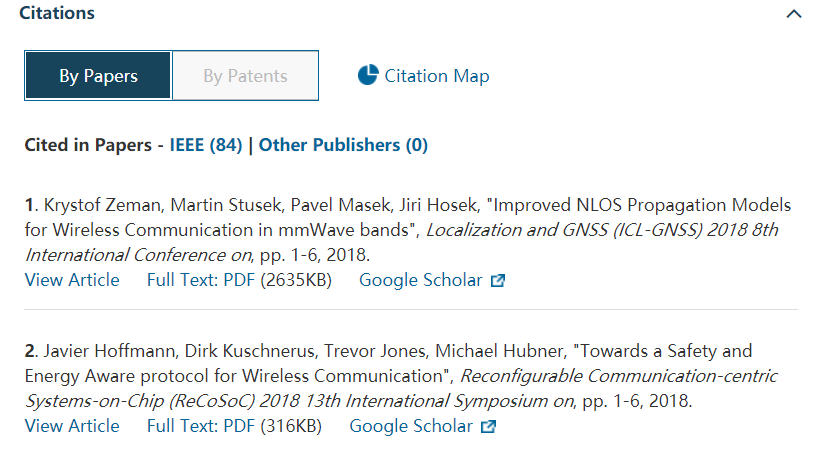 Citations
By Papers By Patents Citation Map
Cited in Papers - IEEE (84) | Other Publishers (0)
1. Krystof Zeman, Martin Stusek, Pavel Masek, Jiri Hosek, "Improved NLOS Propagation Models
for Wireless Communication in mmWave bands", Localization and GNSS (ICL-GNSS) 2018 8th
International Conference on, pp. 1-6, 2018.
View Article Full Text: PDF (2635KB) Google Scholar
2. Javier Hoffmann, Dirk Kuschnerus, Trevor Jones, Michael Hubner, "Towards a Safety and
Energy Aware protocol for Wireless Communication", Reconfigurable Communication-centric
Systems-on-Chip (ReCoSoC) 2018 13th International Symposium on, pp. 1-6, 2018.
View Article Full Text: PDF (316KB) Google Scholar